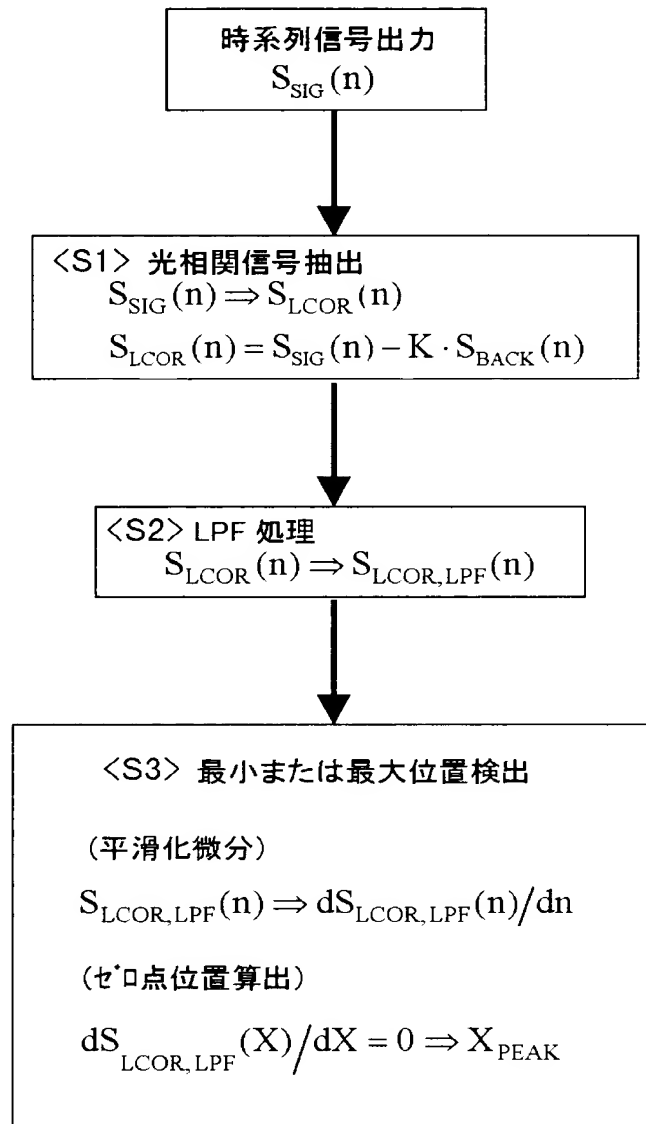 時系列信号出力
S_SIG(n)
<S1> 光相関信号抽出
S_SIG(n) ⇒ S_LCOR(n)
S_LCOR(n) = S_SIG(n) − K · S_BACK(n)
<S2> LPF 処理
S_LCOR(n) ⇒ S_LCOR,LPF(n)
<S3> 最小または最大位置検出
(平滑化微分)
S_LCOR,LPF(n) ⇒ dS_LCOR,LPF(n)/dn
(ｾﾞﾛ点位置算出)
dS_LCOR,LPF(X)/dX = 0 ⇒ X_PEAK